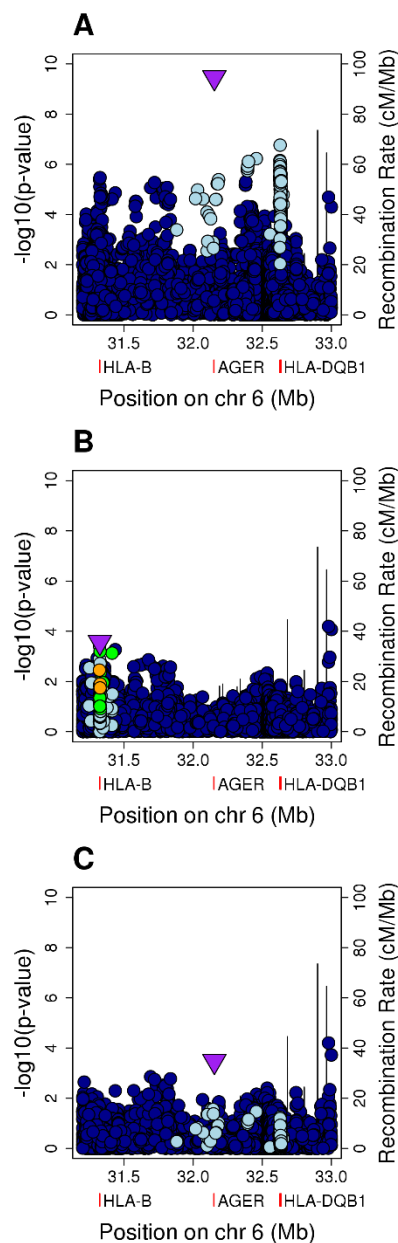 A
-log10(p-value)
10
8
6
4
2
0
Recombination Rate (cM/Mb)
100
80
60
40
20
0
31.5 32.0 32.5 33.0
HLA-B AGER HLA-DQB1
Position on chr 6 (Mb)
B
-log10(p-value)
10
8
6
4
2
0
Recombination Rate (cM/Mb)
100
80
60
40
20
0
31.5 32.0 32.5 33.0
HLA-B AGER HLA-DQB1
Position on chr 6 (Mb)
C
-log10(p-value)
10
8
6
4
2
0
Recombination Rate (cM/Mb)
100
80
60
40
20
0
31.5 32.0 32.5 33.0
HLA-B AGER HLA-DQB1
Position on chr 6 (Mb)